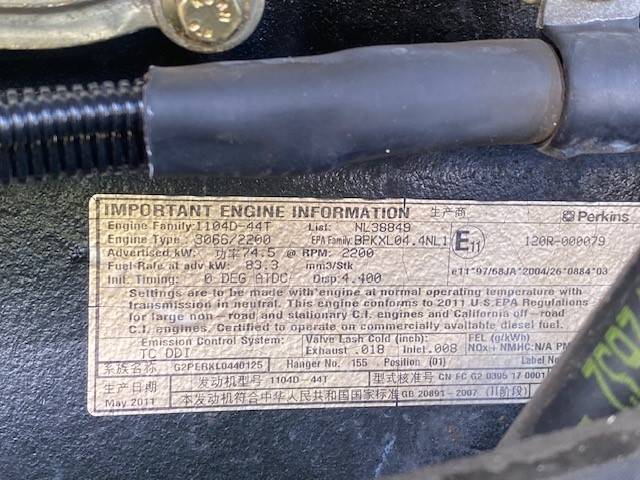 IMPORTANT ENGINE INFORMATION 生产商 Perkins
Engine Family: 1104D-44T List: NL38849
Engine Type: 3066/2200 EPA Family: BPKXL04.4NL1 E11 120R-000079
Advertised kW: 功率74.5 @ RPM: 2200
Fuel Rate at adv kW: 83.3 mm3/Stk e11*97/68JA*2004/26*0884*03
Init. Timing: 0 DEG ATDC Disp: 4.400
Settings are to be made with engine at normal operating temperature with
transmission in neutral. This engine conforms to 2011 U.S.EPA Regulations
for large non-road and stationary C.I. engines and California off-road
C.I. engines. Certified to operate on commercially available diesel fuel.
Emission Control System: Valve Lash Cold (inch): FEL (g/kWh)
TC DDI Exhaust .018 Inlet.008 NOx+ NMHC: N/A PM
系族名称 G2PERKL0440125 Hanger No: 155 Position (01) Label
发动机型号 1104D-44T 型式核准号 CN FC G2 0395 17 0001
May 2011 本发动机符合中华人民共和国国家标准 GB 20891-2007 (II阶段)